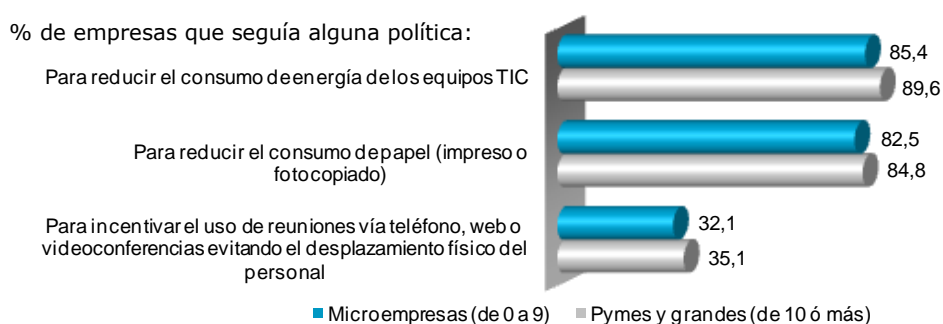 % de empresas que seguía alguna política:
Para reducir el consumo de energía de los equipos TIC
85,4
89,6
Para reducir el consumo de papel (impreso o
fotocopiado)
82,5
84,8
Para incentivar el uso de reuniones vía teléfono, web o
videoconferencias evitando el desplazamiento físico del
personal
32,1
35,1
Microempresas (de 0 a 9)
Pymes y grandes (de 10 ó más)